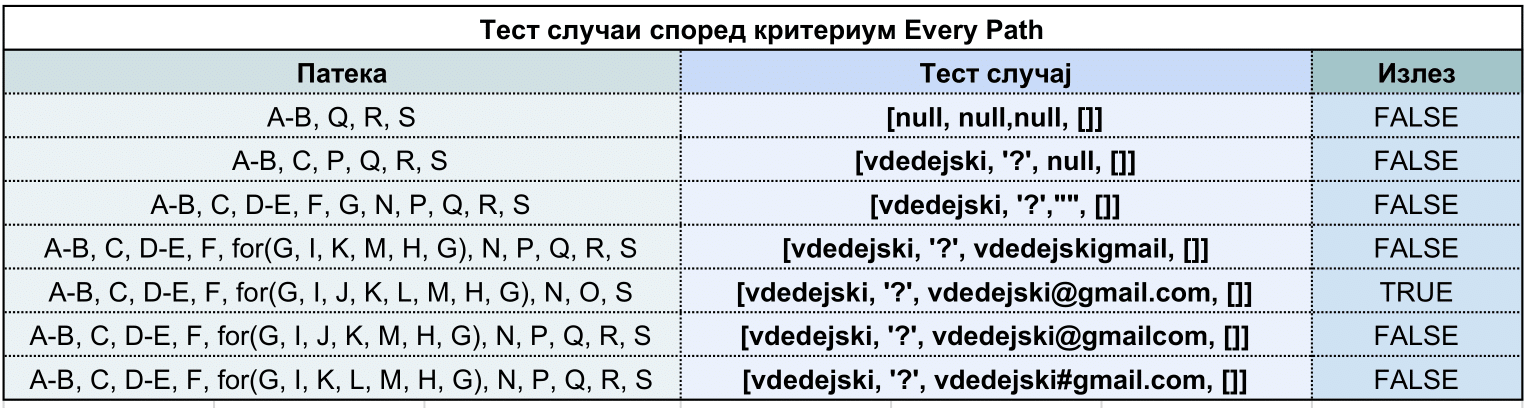 Тест случаи според критериум Every Path
Патека Тест случај Излез
A-B, Q, R, S [null, null,null, []] FALSE
A-B, C, P, Q, R, S [vdedejski, '?', null, []] FALSE
A-B, C, D-E, F, G, N, P, Q, R, S [vdedejski, '?',"", []] FALSE
A-B, C, D-E, F, for(G, I, K, M, H, G), N, P, Q, R, S [vdedejski, '?', vdedejskigmail, []] FALSE
A-B, C, D-E, F, for(G, I, J, K, L, M, H, G), N, O, S [vdedejski, '?', vdedejski@gmail.com, []] TRUE
A-B, C, D-E, F, for(G, I, J, K, M, H, G), N, P, Q, R, S [vdedejski, '?', vdedejski@gmailcom, []] FALSE
A-B, C, D-E, F, for(G, I, K, L, M, H, G), N, P, Q, R, S [vdedejski, '?', vdedejski#gmail.com, []] FALSE